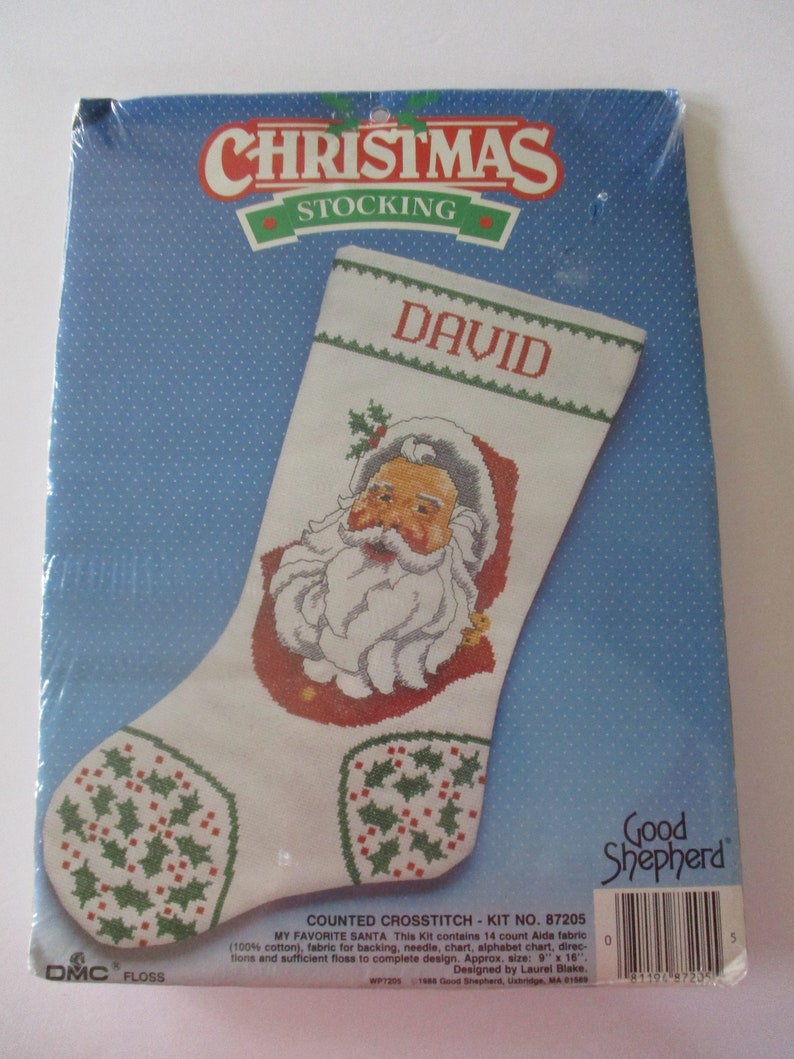 CHRISTMAS
STOCKING
DAVID
Good
Shepherd®
COUNTED CROSSTITCH - KIT NO. 87205
MY FAVORITE SANTA This Kit contains 14 count Aida fabric
(100% cotton), fabric for backing, needle, chart, alphabet chart, direc-
tions and sufficient floss to complete design. Approx. size: 9" x 16".
Designed by Laurel Blake.
WP7205 ©1986 Good Shepherd, Uxbridge, MA 01569
DMC® FLOSS
0 81194 87205 5